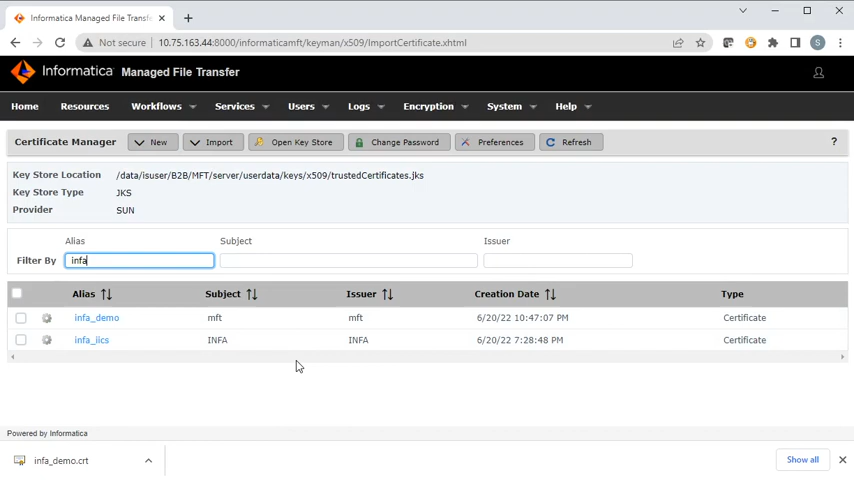 Informatica Managed File Transfe
Not secure 10.75.163.44:8000/informaticamft/keyman/x509/ImportCertificate.xhtml
S
Informatica Managed File Transfer
Home Resources Workflows Services Users Logs Encryption System Help
Certificate Manager New Import Open Key Store Change Password Preferences Refresh ?
Key Store Location /data/isuser/B2B/MFT/server/userdata/keys/x509/trustedCertificates.jks
Key Store Type JKS
Provider SUN
Alias Subject Issuer
Filter By infa
Alias Subject Issuer Creation Date Type
infa_demo mft mft 6/20/22 10:47:07 PM Certificate
infa_iics INFA INFA 6/20/22 7:28:48 PM Certificate
Powered by Informatica
infa_demo.crt Show all